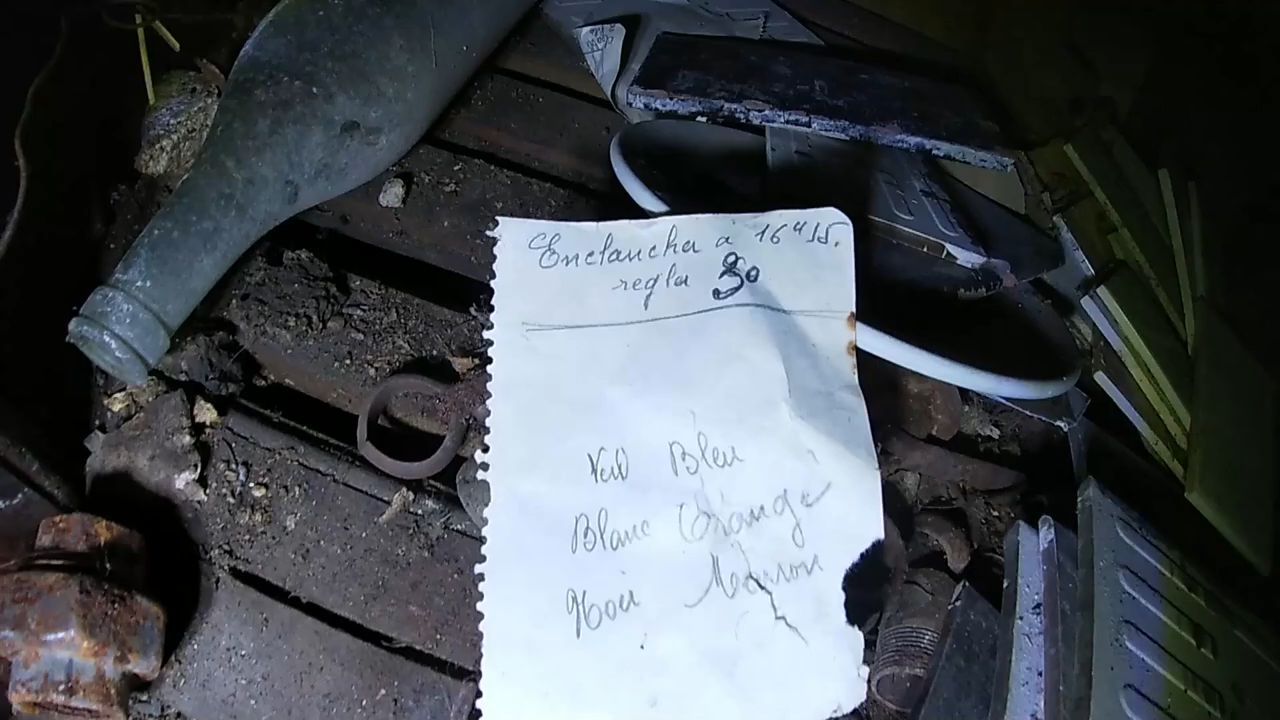 Enclancha à 16H15.
regla 30
Vert Bleu
Blanc Orange
Noir Marron